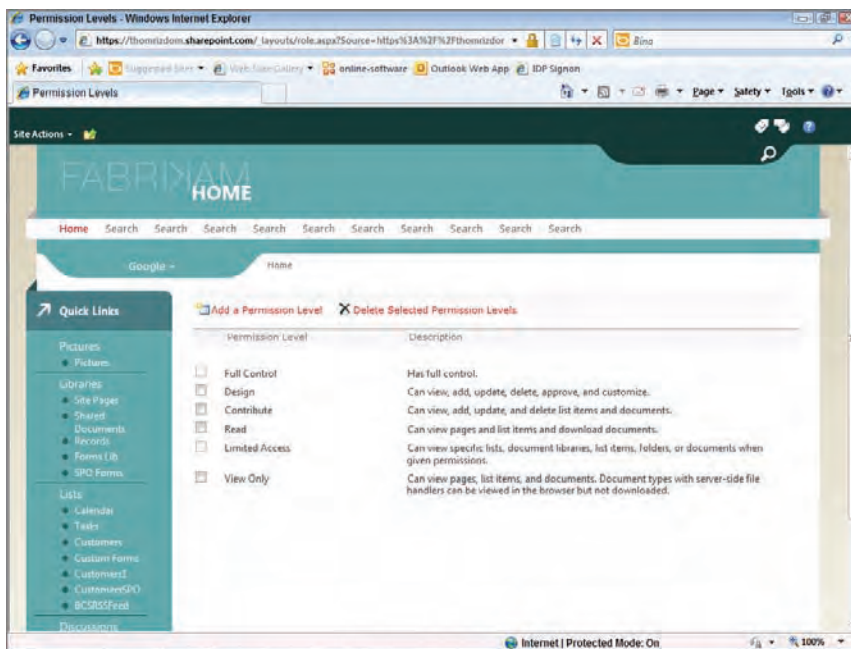 Permission Levels - Windows Internet Explorer
https://thomrizdom.sharepoint.com/_layouts/role.aspx?Source=https%3A%2F%2Fthomrizdor
Bing
Favorites Suggested Sites Web Slice Gallery online-software Outlook Web App IDP Signon
Permission Levels
Page Safety Tools
Site Actions
FABRIKAM
HOME
Home Search Search Search Search Search Search Search Search Search Search
Google Home
Quick Links
Add a Permission Level Delete Selected Permission Levels
Permission Level Description
Pictures
Pictures
Libraries
Site Pages
Shared
Documents
Records
Forms Lib
SPO Forms
Lists
Calendar
Tasks
Customers
Custom Forms
Customers1
CustomersSPO
BCSRSSFeed
Discussions
Full Control Has full control.
Design Can view, add, update, delete, approve, and customize.
Contribute Can view, add, update, and delete list items and documents.
Read Can view pages and list items and download documents.
Limited Access Can view specific lists, document libraries, list items, folders, or documents when
given permissions.
View Only Can view pages, list items, and documents. Document types with server-side file
handlers can be viewed in the browser but not downloaded.
Internet | Protected Mode: On 100%